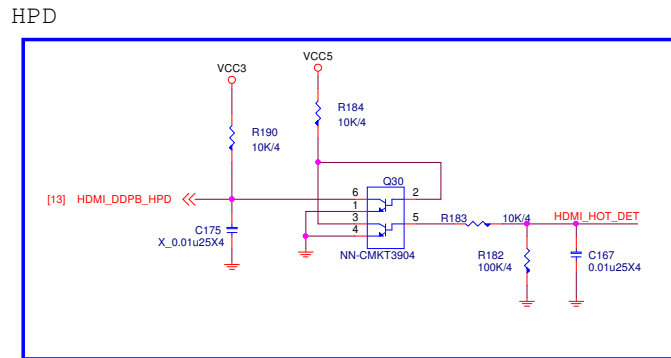 HPD
VCC3
VCC5
R184
10K/4
R190
10K/4
Q30
[13] HDMI_DDPB_HPD
6
2
1
3
5
4
R183
10K/4
HDMI_HOT_DET
C175
X_0.01u25X4
NN-CMKT3904
R182
100K/4
C167
0.01u25X4